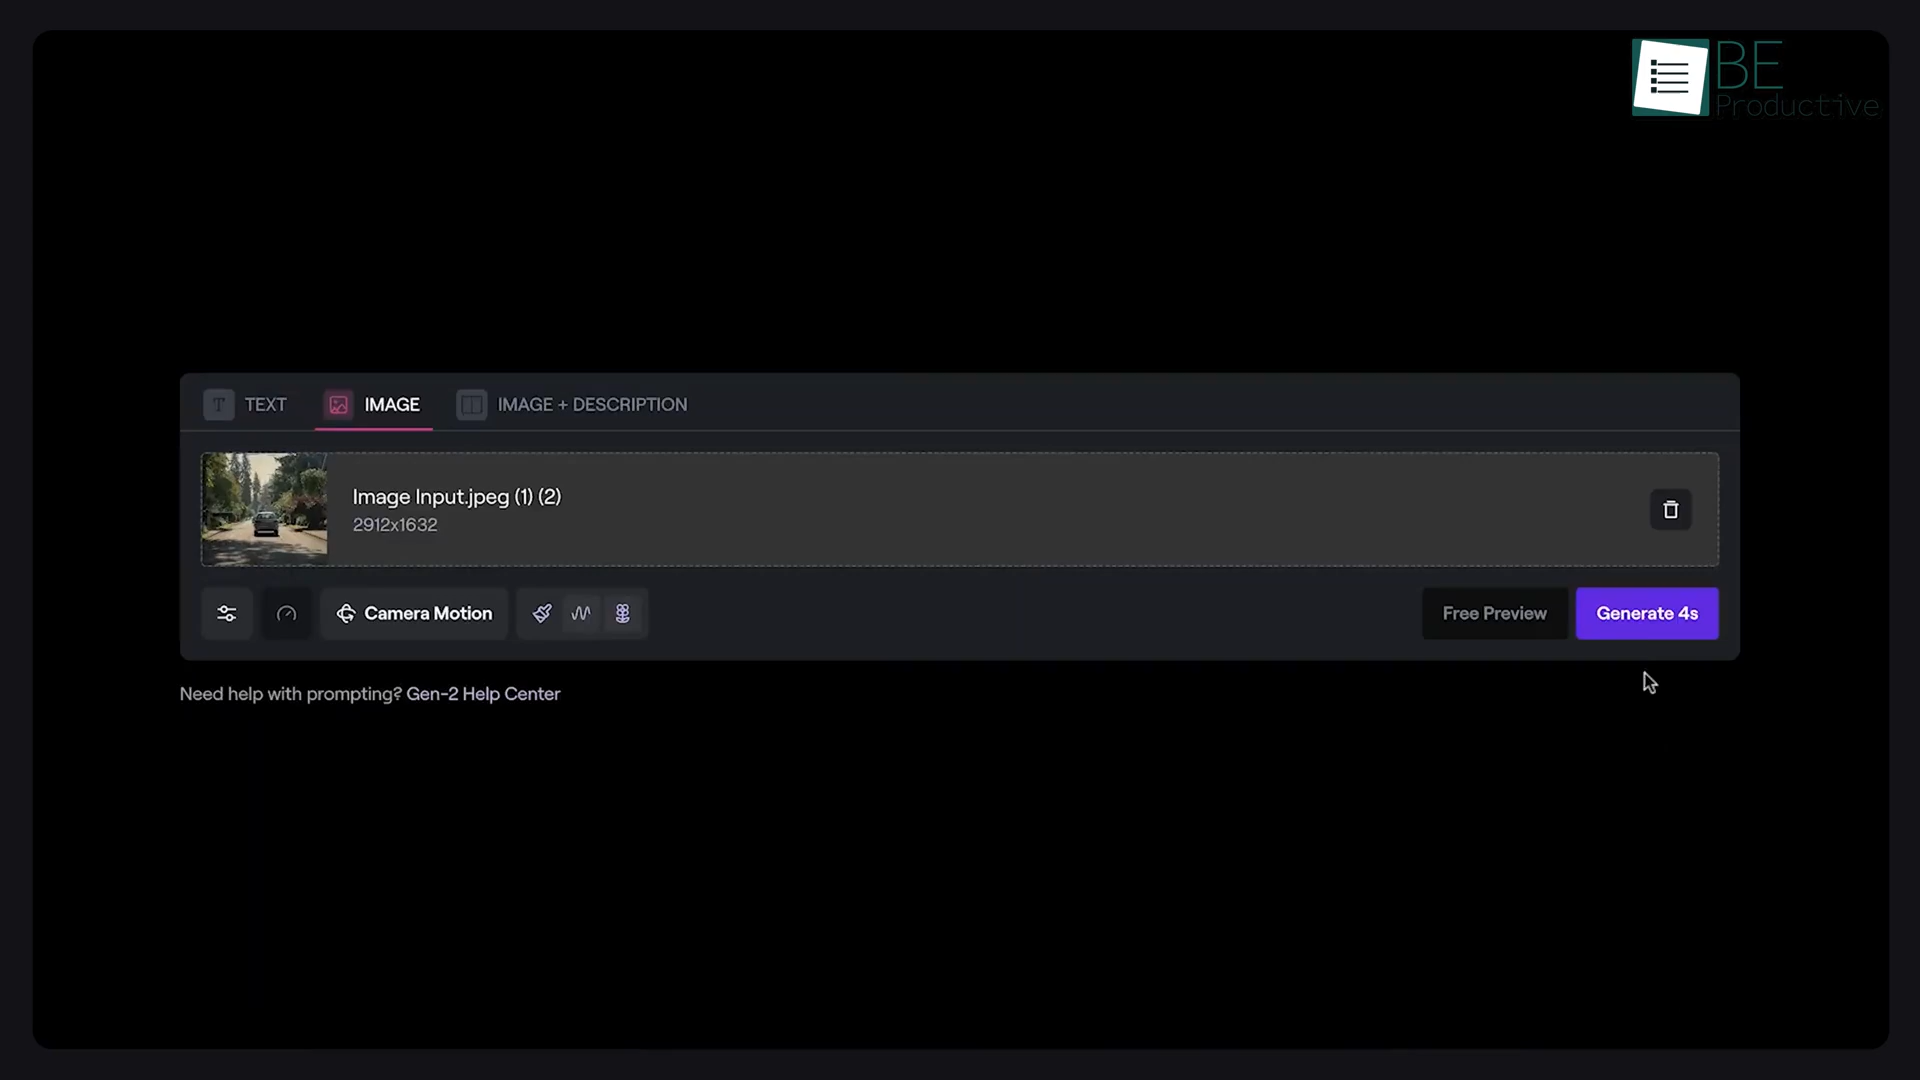 BE
Productive
TEXT
IMAGE
IMAGE + DESCRIPTION
Image Input.jpeg (1) (2)
2912x1632
Camera Motion
Free Preview
Generate 4s
Need help with prompting? Gen-2 Help Center